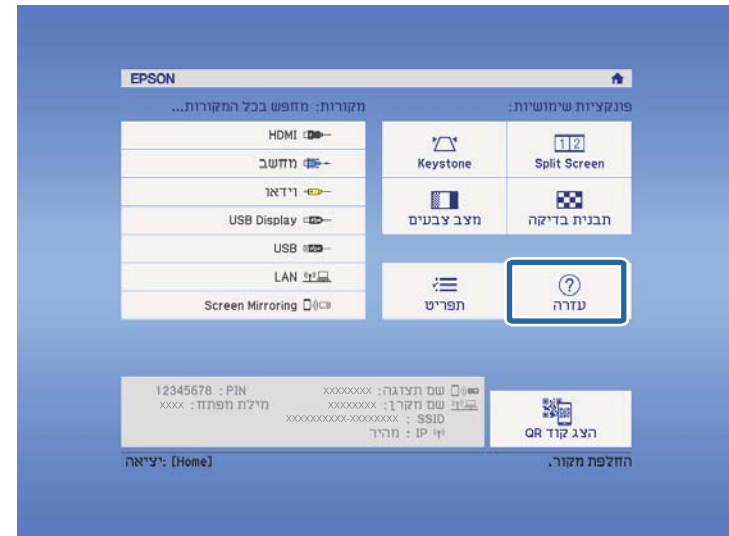 EPSON
פונקציות שימושיות:
Split Screen
Keystone
תבנית בדיקה
מצב צבעים
עזרה
תפריט
מקורות: מחפש בכל המקורות...
HDMI
מחשב
וידאו
USB Display
USB
LAN
Screen Mirroring
הצג קוד QR
שם תצוגה: xxxxxxxx
PIN : 12345678
שם מקרן: xxxxxxxx
מילת מפתח: xxxx
SSID : xxxxxxxxxx-xxxxxxxx
IP : מהיר
החלפת מקור.
[Home] :יציאה